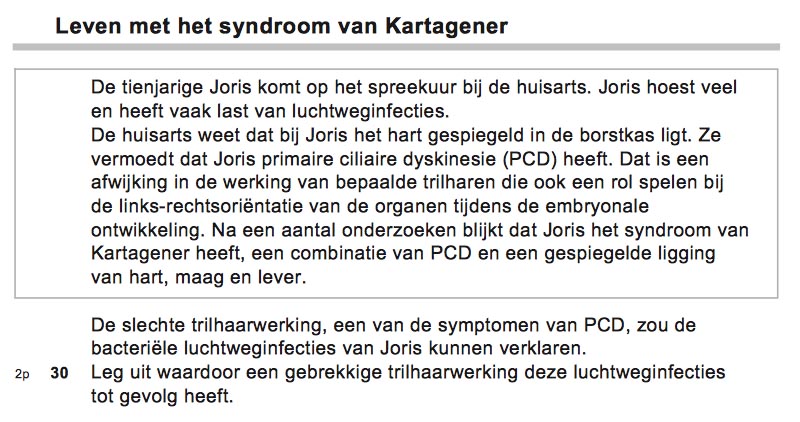 Leven met het syndroom van Kartagener
De tienjarige Joris komt op het spreekuur bij de huisarts. Joris hoest veel
en heeft vaak last van luchtweginfecties.
De huisarts weet dat bij Joris het hart gespiegeld in de borstkas ligt. Ze
vermoedt dat Joris primaire ciliaire dyskinesie (PCD) heeft. Dat is een
afwijking in de werking van bepaalde trilharen die ook een rol spelen bij
de links-rechtsoriëntatie van de organen tijdens de embryonale
ontwikkeling. Na een aantal onderzoeken blijkt dat Joris het syndroom van
Kartagener heeft, een combinatie van PCD en een gespiegelde ligging
van hart, maag en lever.
De slechte trilhaarwerking, een van de symptomen van PCD, zou de
bacteriële luchtweginfecties van Joris kunnen verklaren.
2p 30 Leg uit waardoor een gebrekkige trilhaarwerking deze luchtweginfecties
tot gevolg heeft.